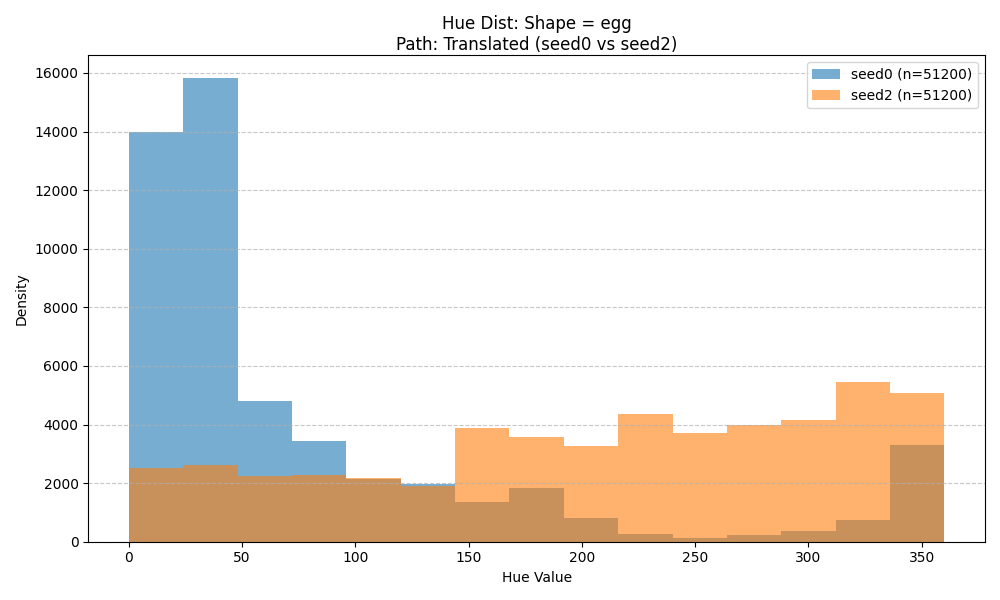 Hue Dist: Shape = egg
Path: Translated (seed0 vs seed2)
seed0 (n=51200)
seed2 (n=51200)
Density
16000
14000
12000
10000
8000
6000
4000
2000
0
0 50 100 150 200 250 300 350
Hue Value